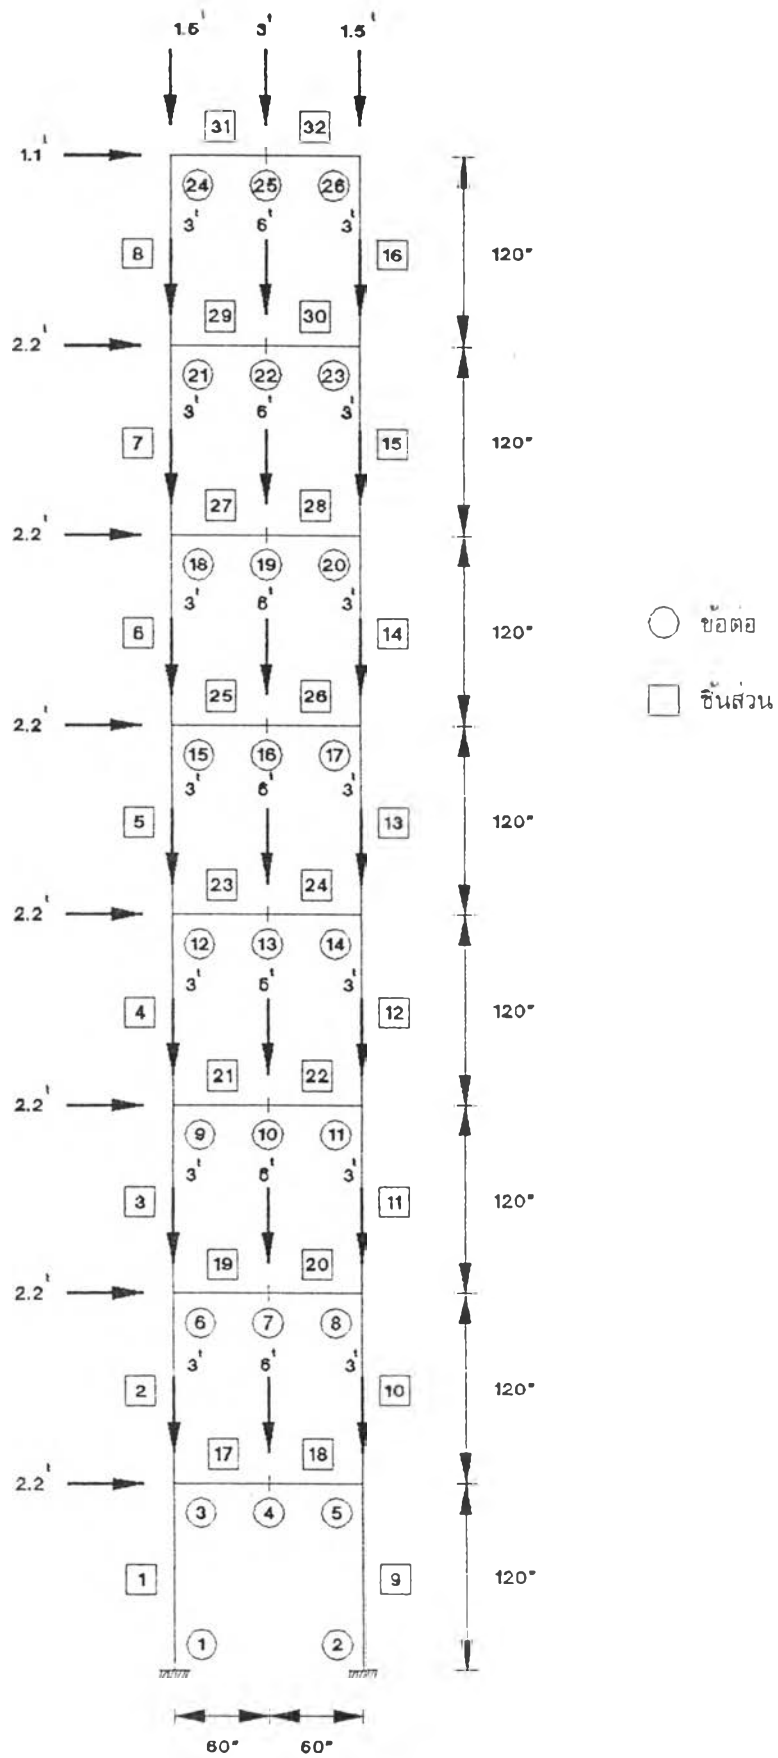 1.5ᵗ 3ᵗ 1.5ᵗ
31 32
1.1ᵗ
24 25 26
3ᵗ 6ᵗ 3ᵗ
8 16 120"
29 30
2.2ᵗ
21 22 23
3ᵗ 6ᵗ 3ᵗ
7 15 120"
27 28
2.2ᵗ
18 19 20
3ᵗ 6ᵗ 3ᵗ
ข้อต่อ
6 14 120"
25 26
ชิ้นส่วน
2.2ᵗ
15 16 17
3ᵗ 6ᵗ 3ᵗ
5 13 120"
23 24
2.2ᵗ
12 13 14
3ᵗ 6ᵗ 3ᵗ
4 12 120"
21 22
2.2ᵗ
9 10 11
3ᵗ 6ᵗ 3ᵗ
3 11 120"
19 20
2.2ᵗ
6 7 8
3ᵗ 6ᵗ 3ᵗ
2 10 120"
17 18
2.2ᵗ
3 4 5
1 9 120"
1 2
60" 60"